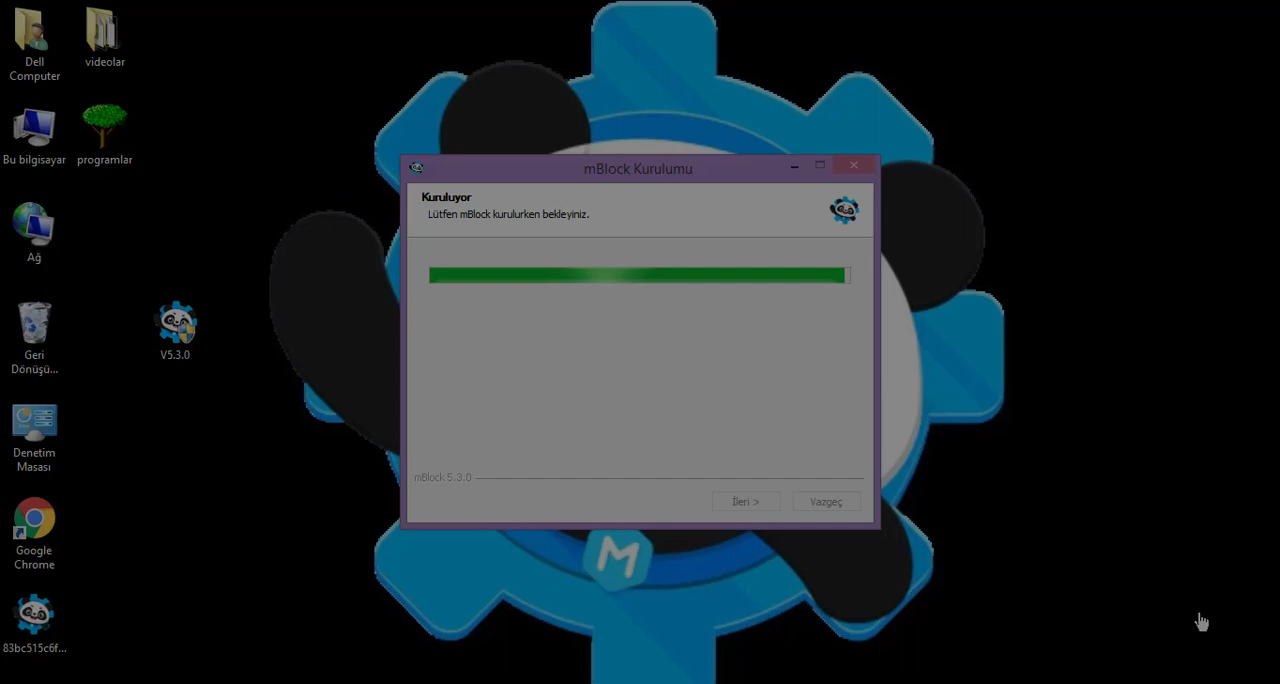 Dell
Computer
videolar
Bu bilgisayar
programlar
Ağ
Geri
Dönüşü...
V5.3.0
Denetim
Masası
Google
Chrome
83bc515c6f...
mBlock Kurulumu
Kuruluyor
Lütfen mBlock kurulurken bekleyiniz.
mBlock 5.3.0
İleri >
Vazgeç
M